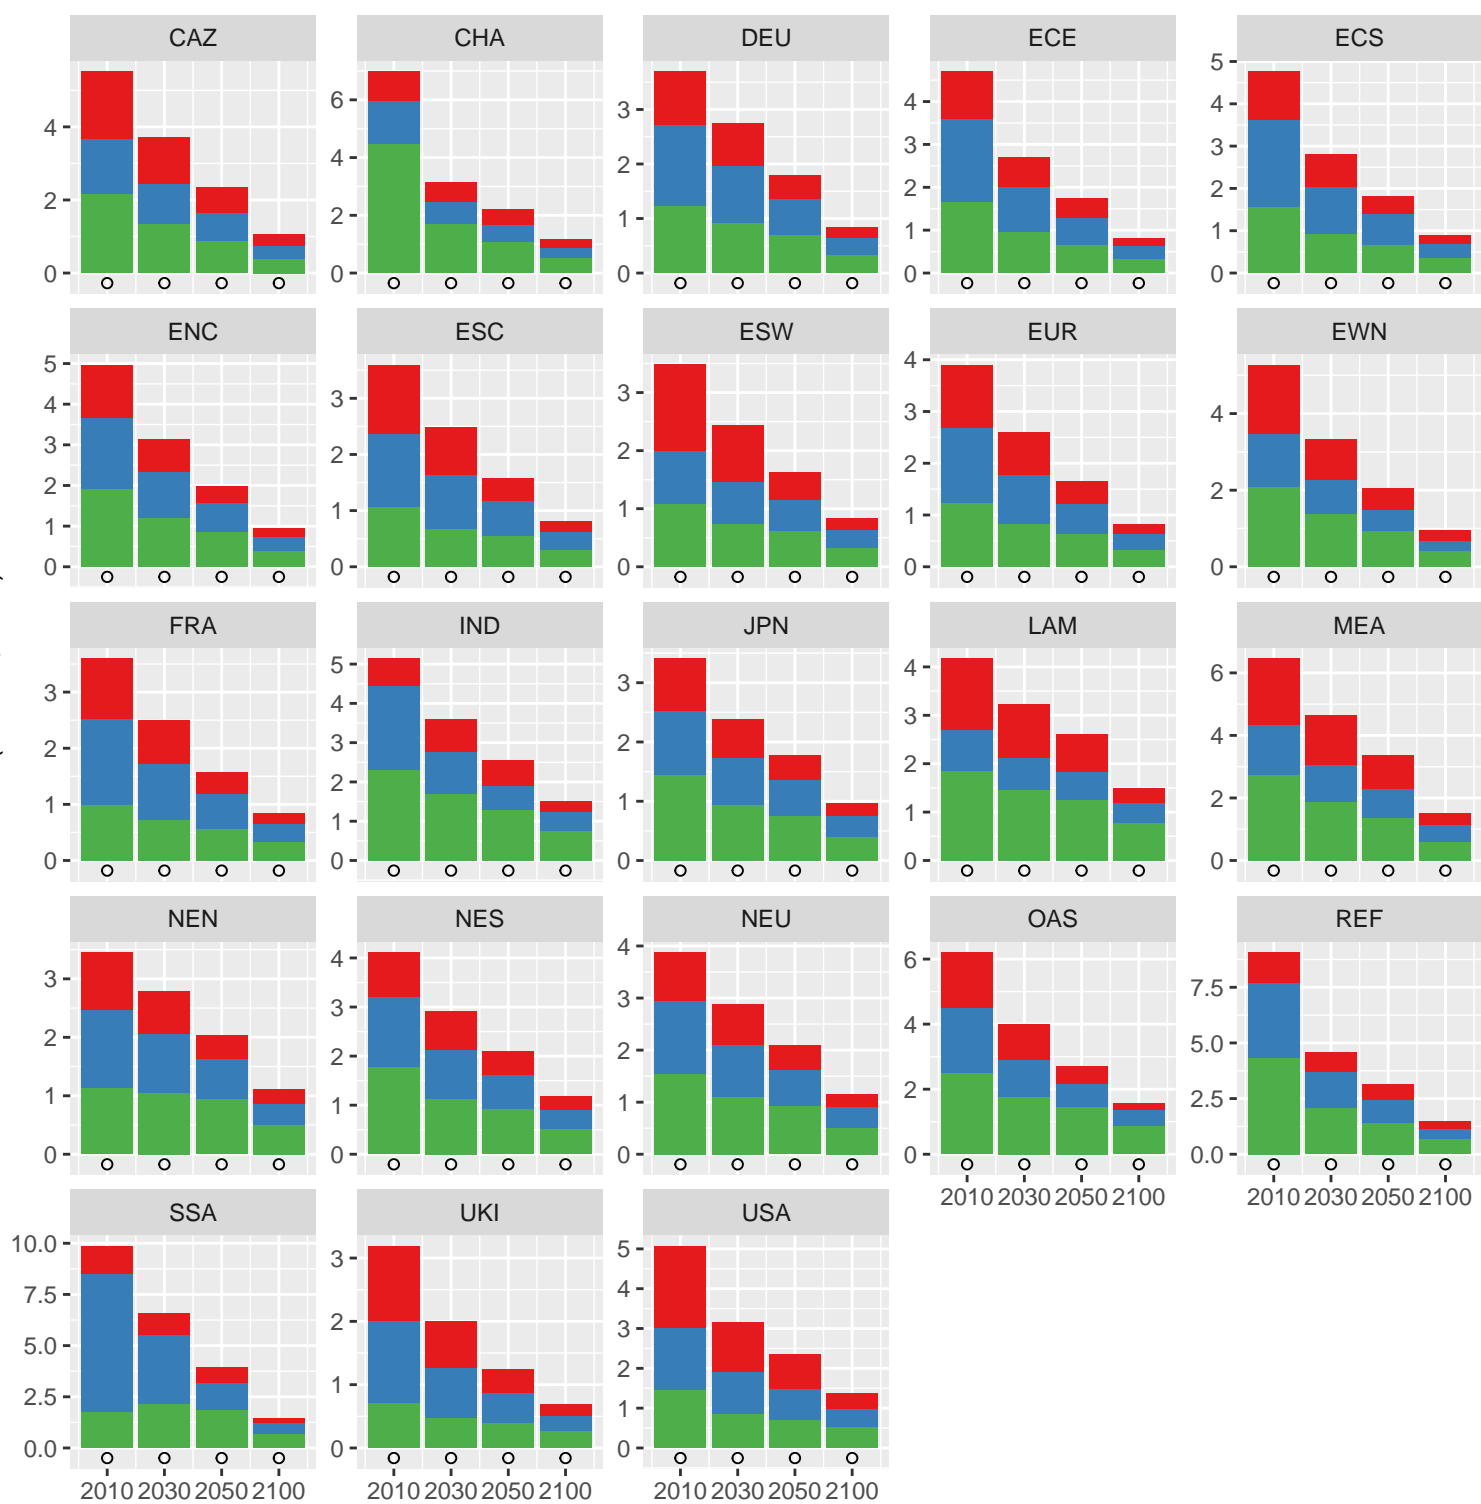 CAZ CHA DEU ECE ECS
4 2 0
6 4 2 0
3 2 1 0
4 3 2 1 0
5 4 3 2 1 0
ENC ESC ESW EUR EWN
5 4 3 2 1 0
3 2 1 0
3 2 1 0
4 3 2 1 0
4 2 0
FRA IND JPN LAM MEA
3 2 1 0
5 4 3 2 1 0
3 2 1 0
4 3 2 1 0
6 4 2 0
NEN NES NEU OAS REF
3 2 1 0
4 3 2 1 0
4 3 2 1 0
6 4 2 0
7.5 5.0 2.5 0.0
2010 2030 2050 2100 2010 2030 2050 2100
SSA UKI USA
10.0 7.5 5.0 2.5 0.0
3 2 1 0
5 4 3 2 1 0
2010 2030 2050 2100 2010 2030 2050 2100 2010 2030 2050 2100